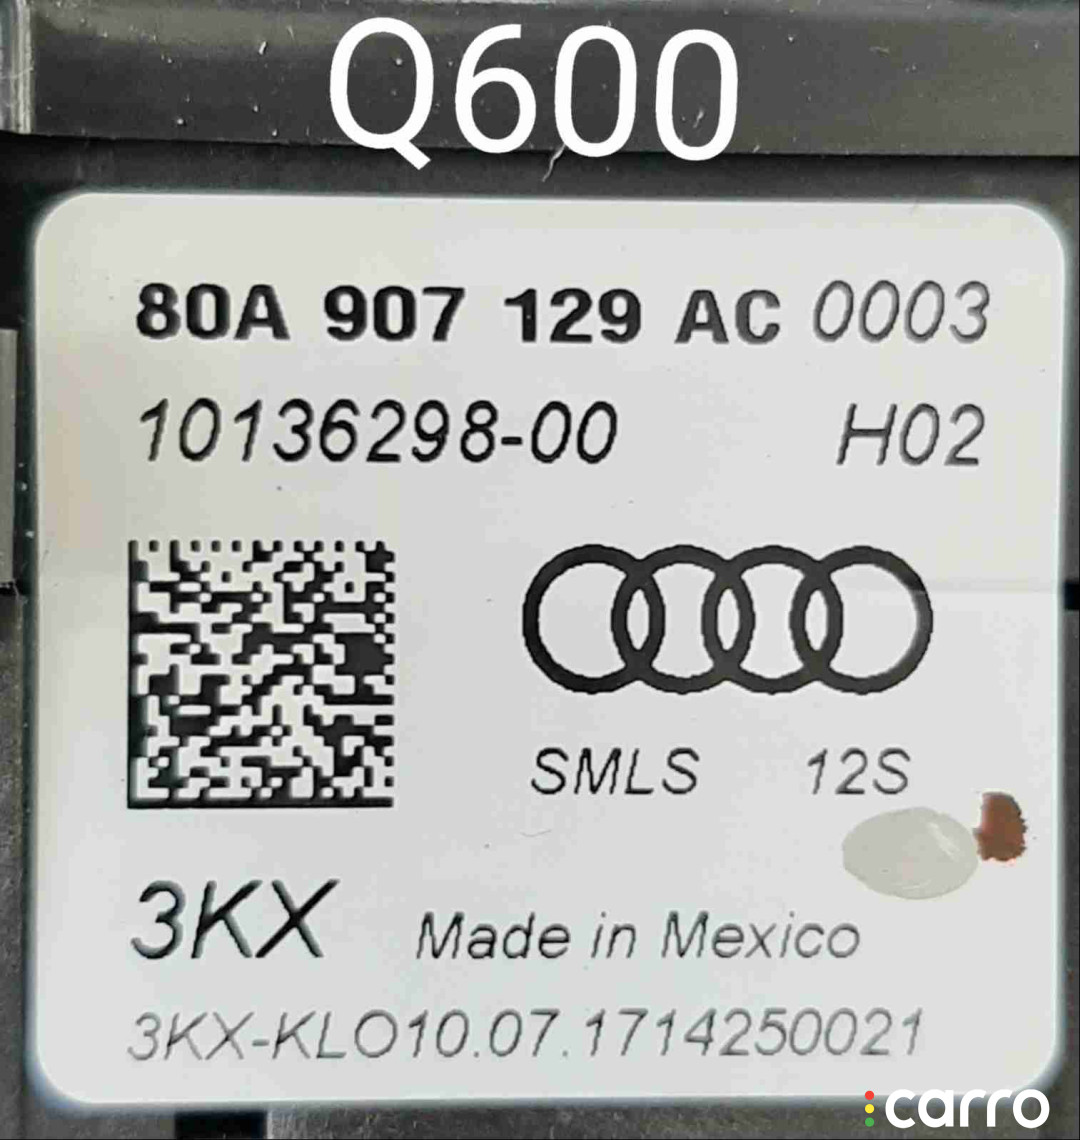 Q600
80A 907 129 AC 0003
10136298-00 H02
SMLS 12S
3KX Made in Mexico
3KX-KLO10.07.1714250021
carro